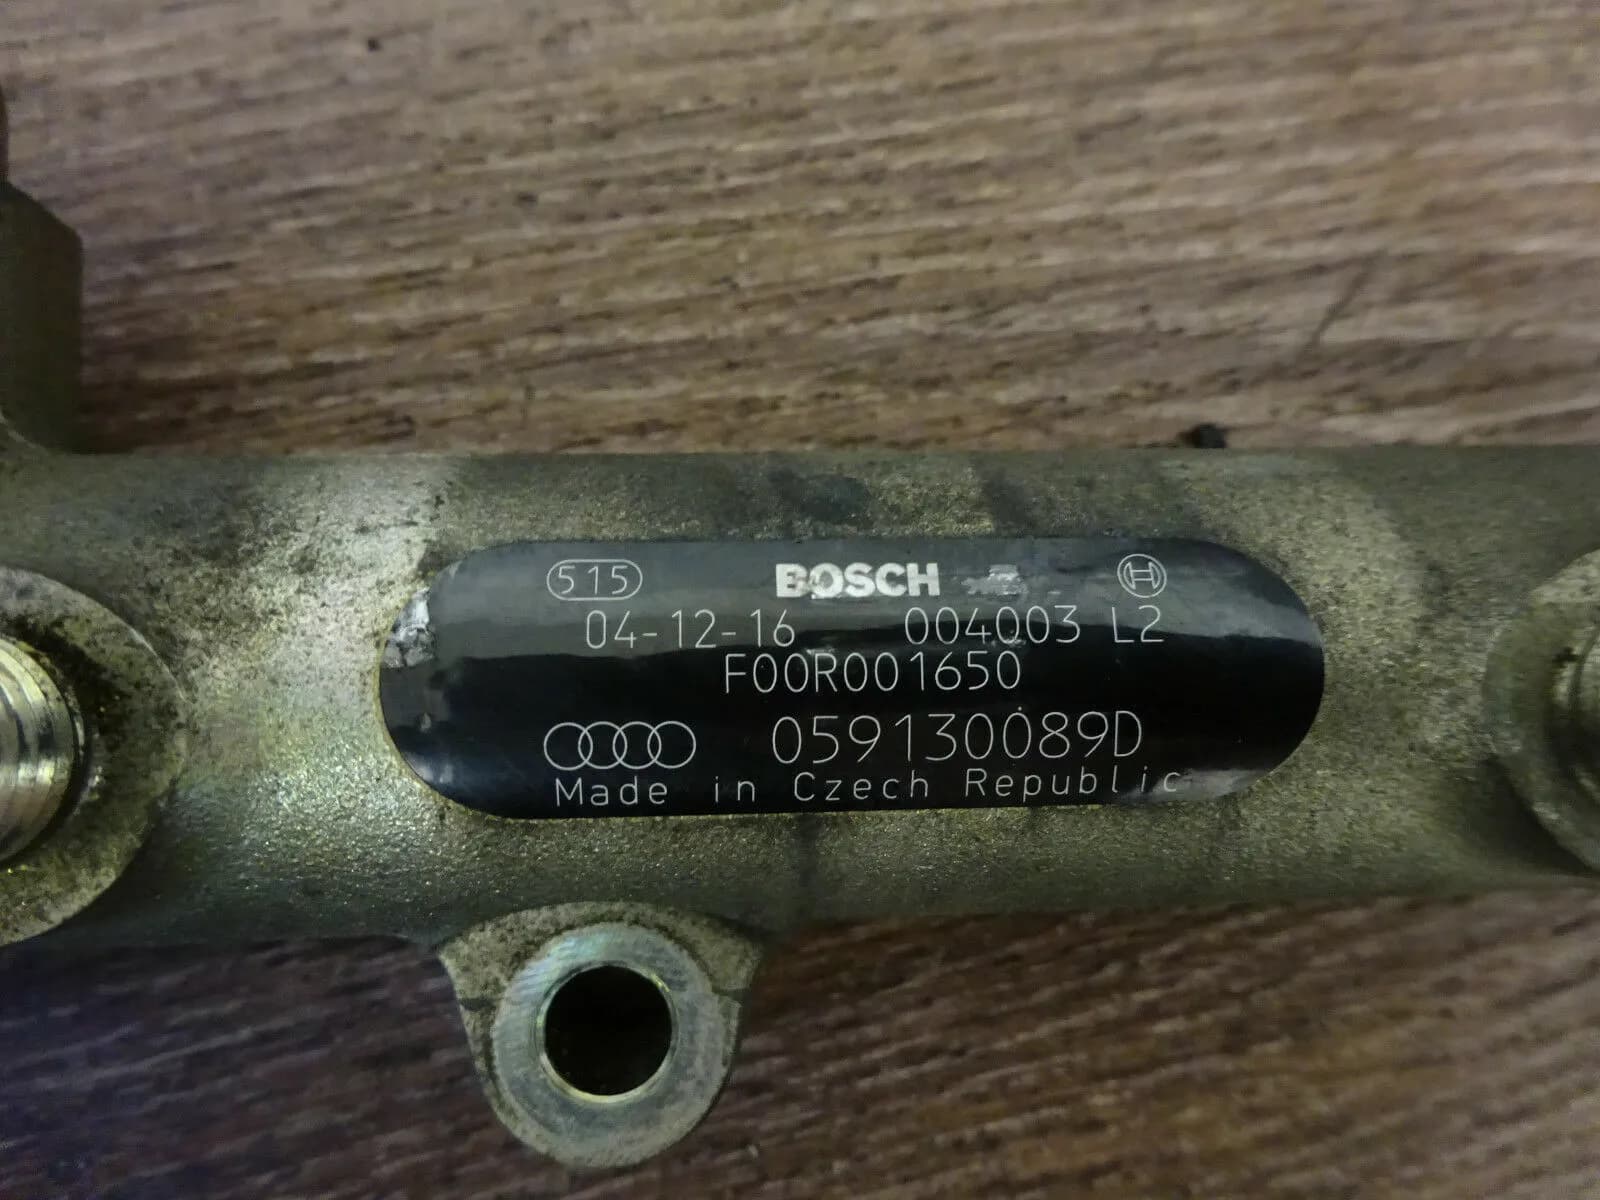 515 BOSCH
04-12-16 004003 L2
F00R001650
059130089D
Made in Czech Republic